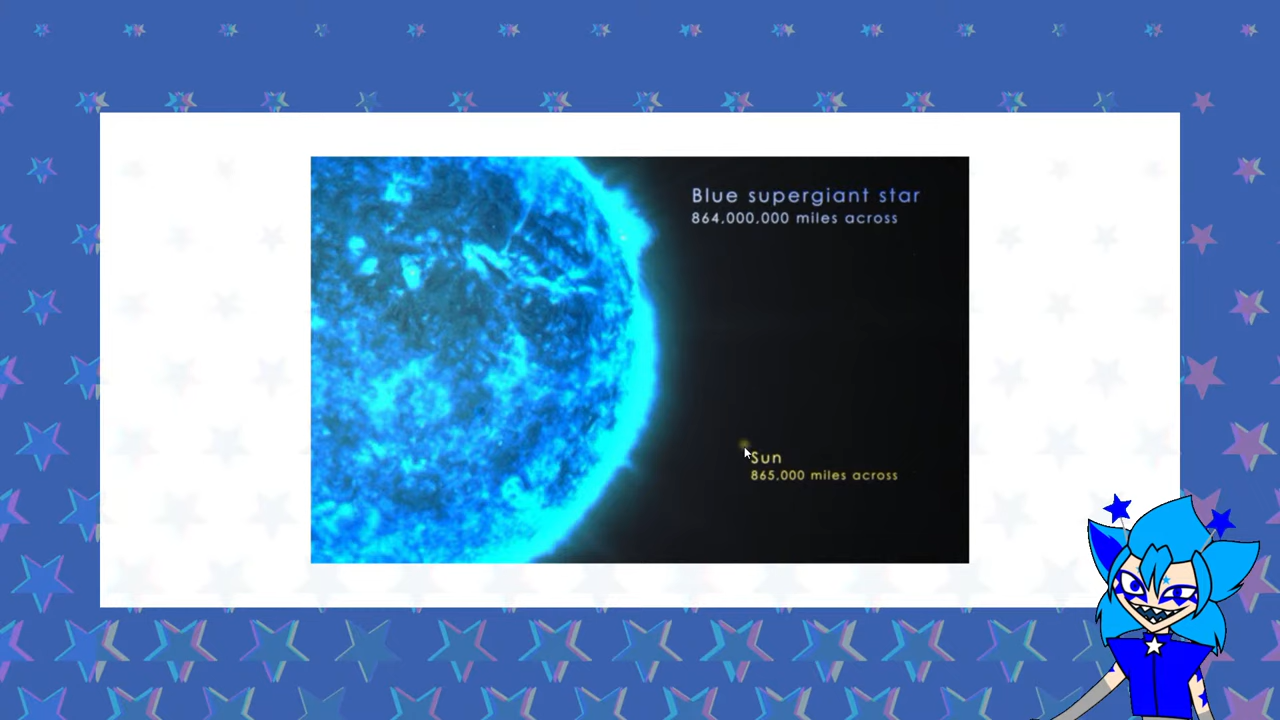 Blue supergiant star
864,000,000 miles across
Sun
865,000 miles across